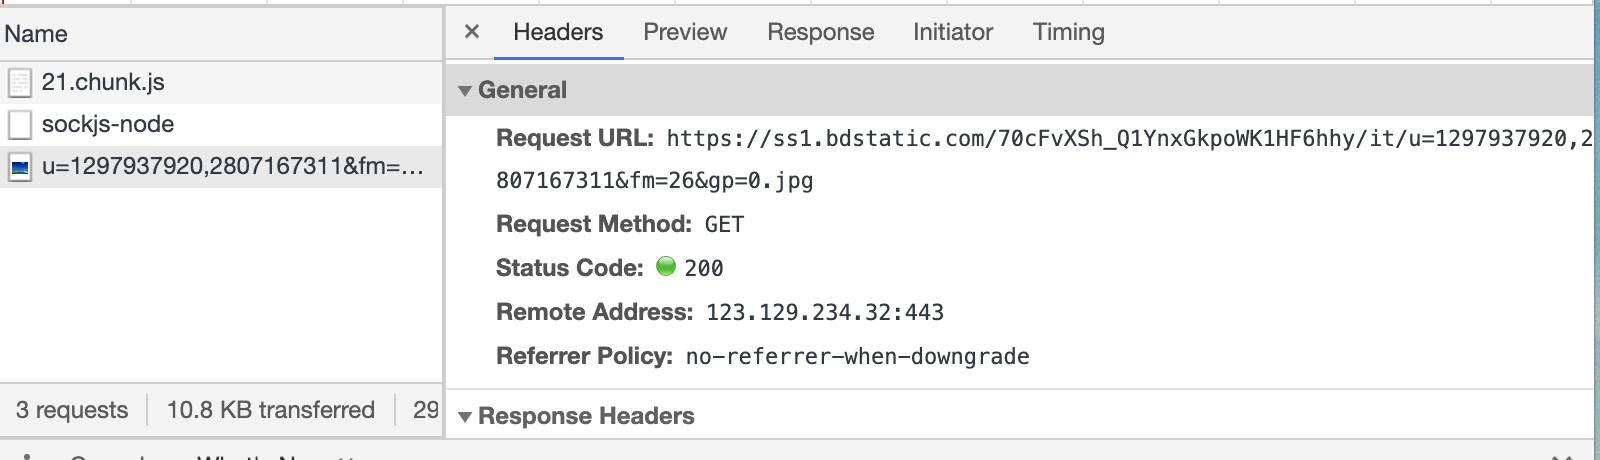 Name
21.chunk.js
sockjs-node
u=1297937920,2807167311&fm=...
3 requests
10.8 KB transferred
29
Headers
Preview
Response
Initiator
Timing
General
Request URL: https://ss1.bdstatic.com/70cFvXSh_Q1YnxGkpoWK1HF6hhy/it/u=1297937920,2
807167311&fm=26&gp=0.jpg
Request Method: GET
Status Code: 200
Remote Address: 123.129.234.32:443
Referrer Policy: no-referrer-when-downgrade
Response Headers